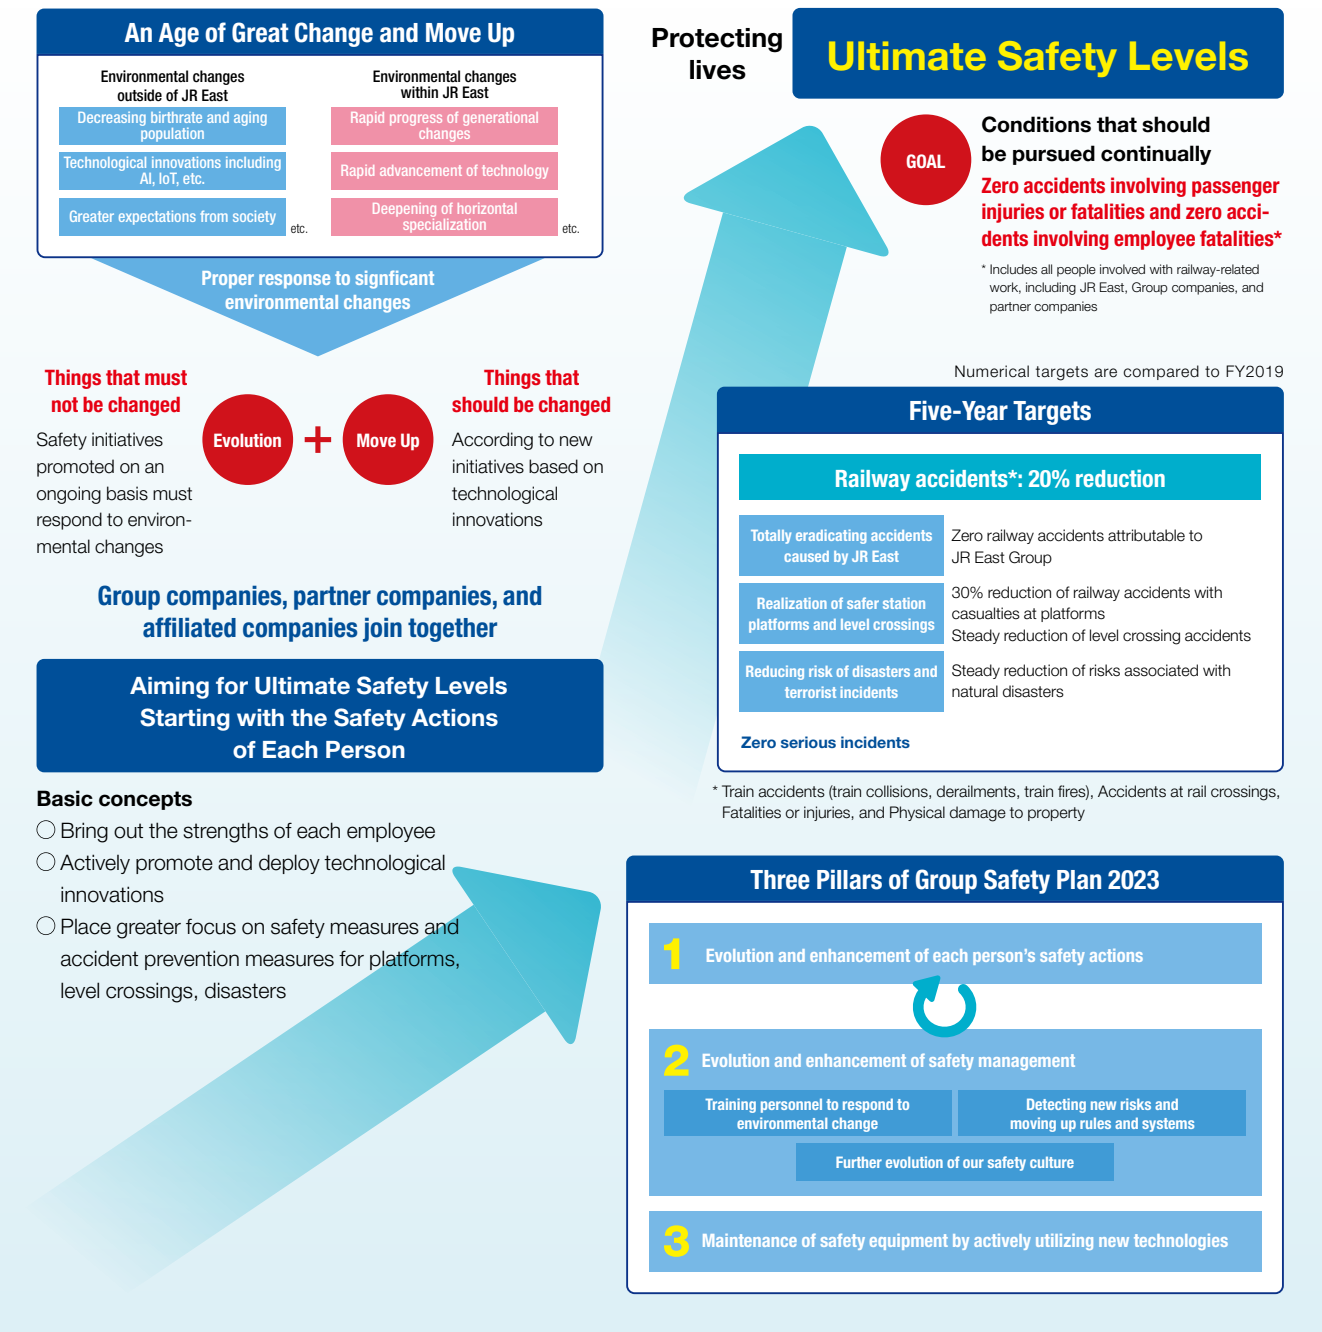 An Age of Great Change and Move Up
Environmental changes
outside of JR East
Decreasing birthrate and aging
population
Technological innovations including
AI, IoT, etc.
Greater expectations from society
etc.
Environmental changes
within JR East
Rapid progress of generational
changes
Rapid advancement of technology
Deepening of horizontal
specialization
etc.
Proper response to signficant
environmental changes
Things that must
not be changed
Safety initiatives
promoted on an
ongoing basis must
respond to environ-
mental changes
Evolution
+
Move Up
Things that
should be changed
According to new
initiatives based on
technological
innovations
Group companies, partner companies, and
affiliated companies join together
Aiming for Ultimate Safety Levels
Starting with the Safety Actions
of Each Person
Basic concepts
○ Bring out the strengths of each employee
○ Actively promote and deploy technological
innovations
○ Place greater focus on safety measures and
accident prevention measures for platforms,
level crossings, disasters
Protecting
lives
Ultimate Safety Levels
GOAL
Conditions that should
be pursued continually
Zero accidents involving passenger
injuries or fatalities and zero acci-
dents involving employee fatalities*
* Includes all people involved with railway-related
work, including JR East, Group companies, and
partner companies
Numerical targets are compared to FY2019
Five-Year Targets
Railway accidents*: 20% reduction
Totally eradicating accidents
caused by JR East
Zero railway accidents attributable to
JR East Group
Realization of safer station
platforms and level crossings
30% reduction of railway accidents with
casualties at platforms
Steady reduction of level crossing accidents
Reducing risk of disasters and
terrorist incidents
Steady reduction of risks associated with
natural disasters
Zero serious incidents
* Train accidents (train collisions, derailments, train fires), Accidents at rail crossings,
Fatalities or injuries, and Physical damage to property
Three Pillars of Group Safety Plan 2023
1 Evolution and enhancement of each person's safety actions
2 Evolution and enhancement of safety management
Training personnel to respond to
environmental change
Detecting new risks and
moving up rules and systems
Further evolution of our safety culture
3 Maintenance of safety equipment by actively utilizing new technologies